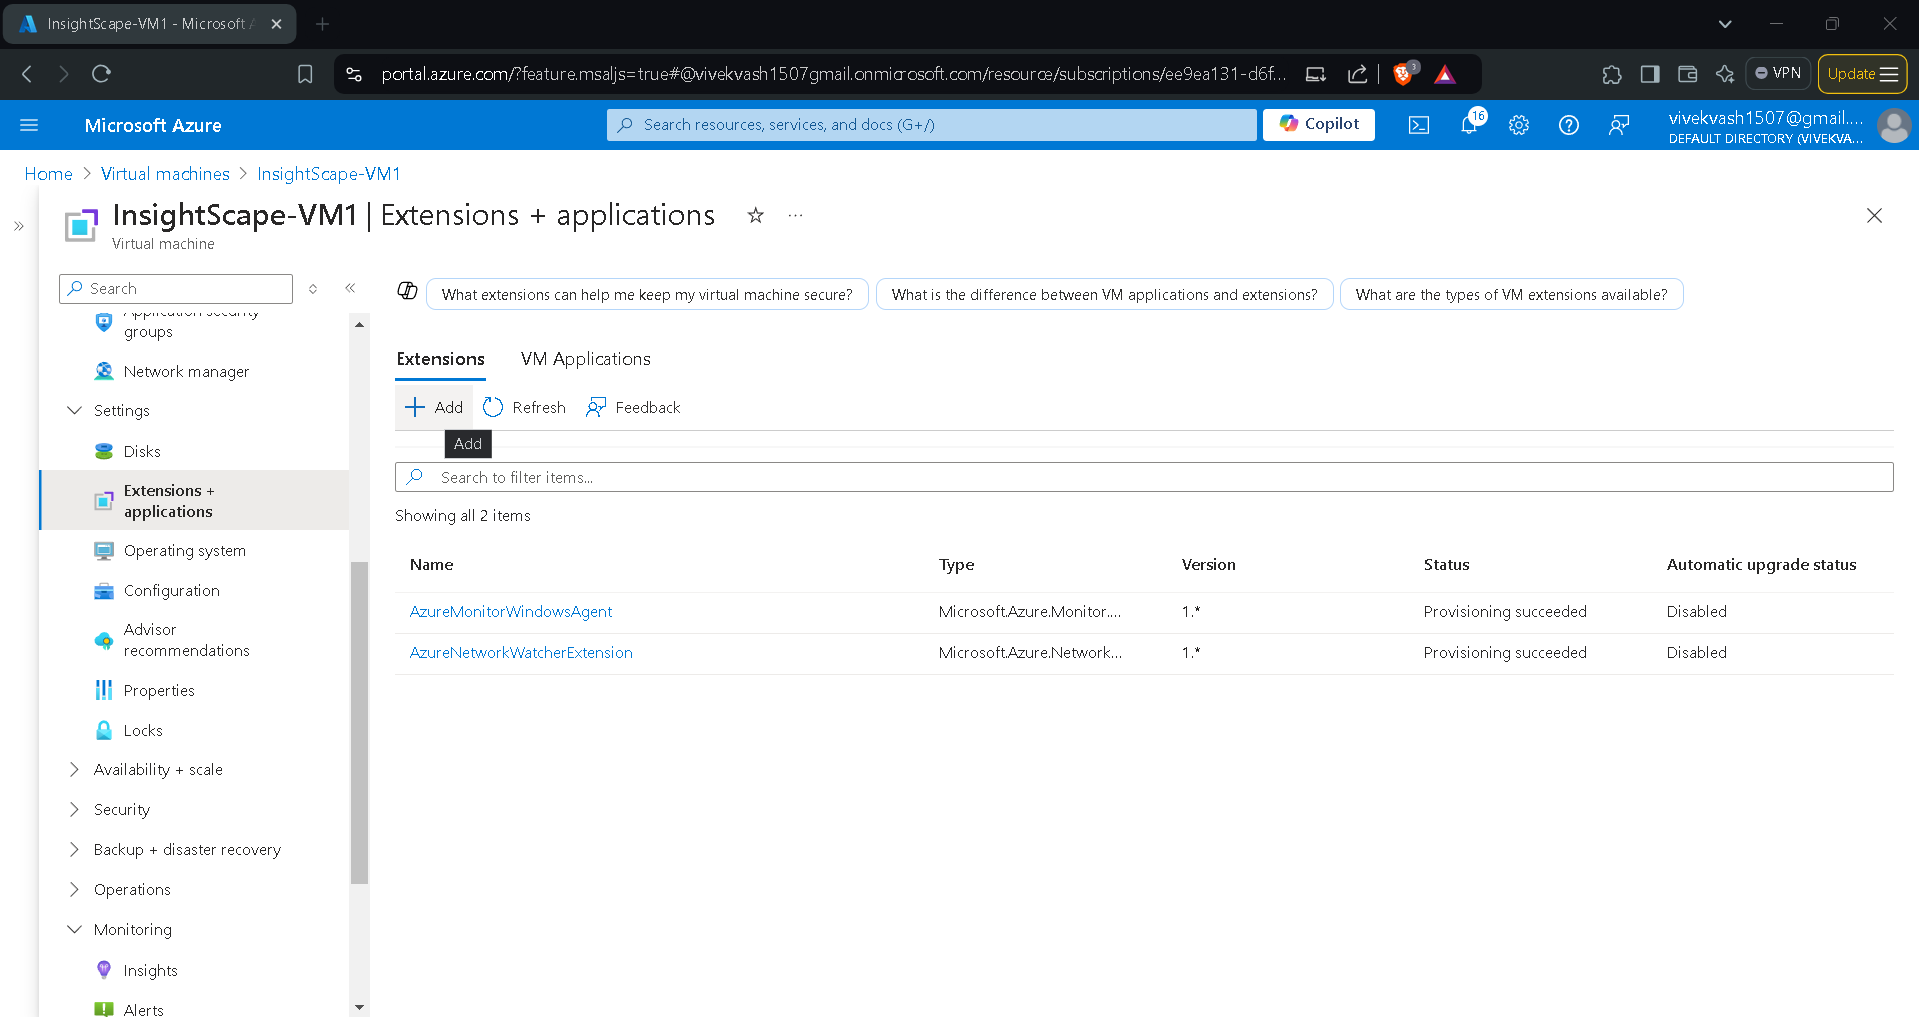 InsightScape-VM1 - Microsoft A
portal.azure.com/?feature.msaljs=true#@vivekvash1507gmail.onmicrosoft.com/resource/subscriptions/ee9ea131-d6f...
3
VPN
Update
Microsoft Azure
Search resources, services, and docs (G+/)
Copilot
16
vivekvash1507@gmail....
DEFAULT DIRECTORY (VIVEKVA...
Home > Virtual machines > InsightScape-VM1
InsightScape-VM1 | Extensions + applications
Virtual machine
Search
What extensions can help me keep my virtual machine secure?
What is the difference between VM applications and extensions?
What are the types of VM extensions available?
Application security
groups
Network manager
Settings
Disks
Extensions +
applications
Operating system
Configuration
Advisor
recommendations
Properties
Locks
Availability + scale
Security
Backup + disaster recovery
Operations
Monitoring
Insights
Alerts
Extensions VM Applications
Add Refresh Feedback
Add
Search to filter items...
Showing all 2 items
Name Type Version Status Automatic upgrade status
AzureMonitorWindowsAgent Microsoft.Azure.Monitor.... 1.* Provisioning succeeded Disabled
AzureNetworkWatcherExtension Microsoft.Azure.Network... 1.* Provisioning succeeded Disabled